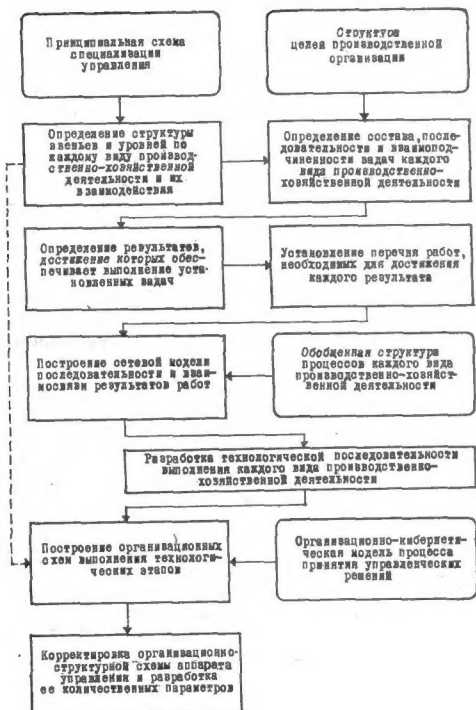 Принципиальная схема
специализации
управления
Структура
целей производственной
организации
Определение структуры
звеньев и уровней по
каждому виду производ-
ственно-хозяйственной
деятельности и их
взаимодействия
Определение состава, после-
довательности и взаимопод-
чиненности задач каждого
вида производственно-
хозяйственной деятельности
Определение результатов,
достижение которых обес-
печивает выполнение уста-
новленных задач
Установление перечня работ,
необходимых для достижения
каждого результата
Построение сетевой модели
последовательности и взаи-
мосвязи результатов работ
Обобщенная структура
процессов каждого вида
производственно-хозяйст-
венной деятельности
Разработка технологической последовательности
выполнения каждого вида производственно-
хозяйственной деятельности
Построение организационных
схем выполнения технологи-
ческих этапов
Организационно-кибернети-
ческая модель процесса
принятия управленческих
решений
Корректировка организационно-
структурной схемы аппарата
управления и разработка
ее количественных параметров